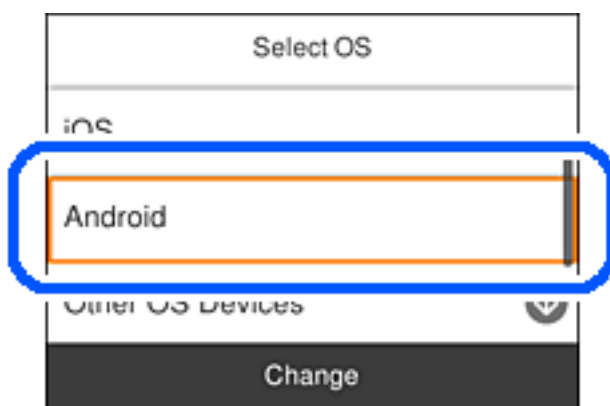 Select OS
iOS
Android
Other OS Devices
Change